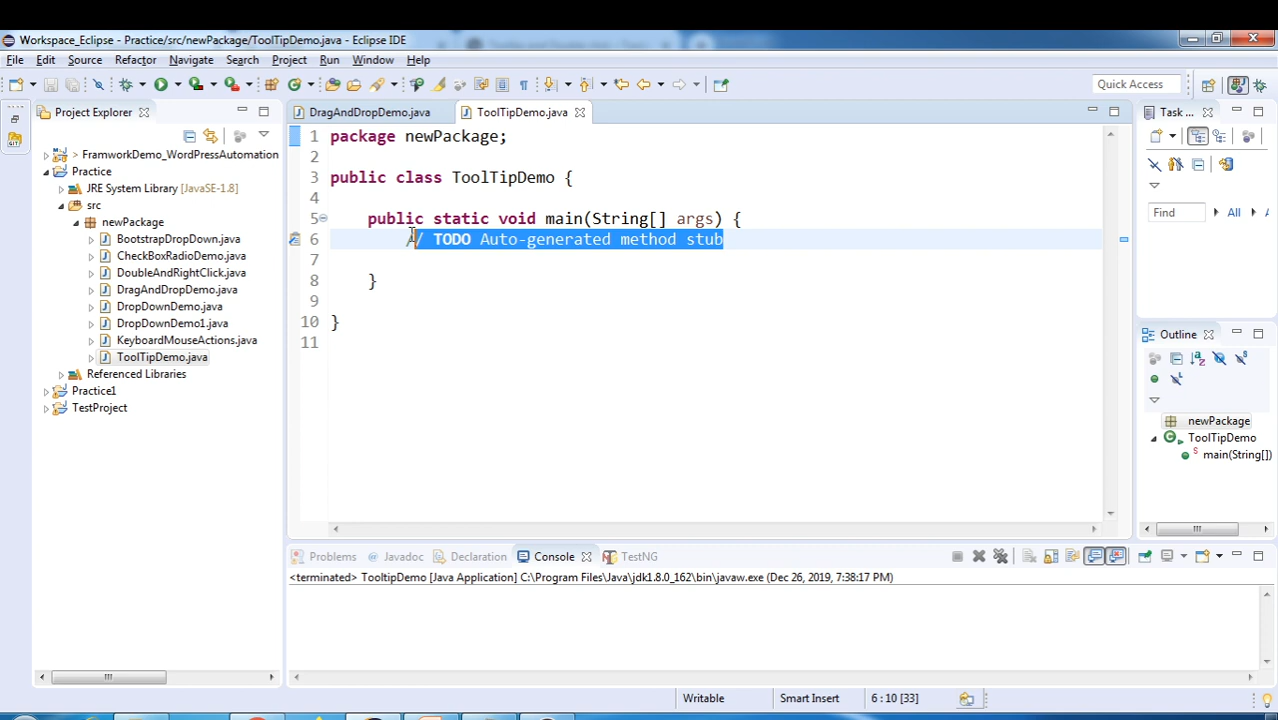 Workspace_Eclipse - Practice/src/newPackage/ToolTipDemo.java - Eclipse IDE
File Edit Source Refactor Navigate Search Project Run Window Help
Quick Access
Project Explorer
> FramworkDemo_WordPressAutomation
Practice
JRE System Library [JavaSE-1.8]
src
newPackage
BootstrapDropDown.java
CheckBoxRadioDemo.java
DoubleAndRightClick.java
DragAndDropDemo.java
DropDownDemo.java
DropDownDemo1.java
KeyboardMouseActions.java
ToolTipDemo.java
Referenced Libraries
Practice1
TestProject
DragAndDropDemo.java ToolTipDemo.java
1 package newPackage;
2
3 public class ToolTipDemo {
4
5 public static void main(String[] args) {
6 // TODO Auto-generated method stub
7
8 }
9
10 }
11
Task
Find All A
Outline
newPackage
ToolTipDemo
S main(String[])
Problems Javadoc Declaration Console TestNG
<terminated> TooltipDemo [Java Application] C:\Program Files\Java\jdk1.8.0_162\bin\javaw.exe (Dec 26, 2019, 7:38:17 PM)
Writable Smart Insert 6 : 10 [33]